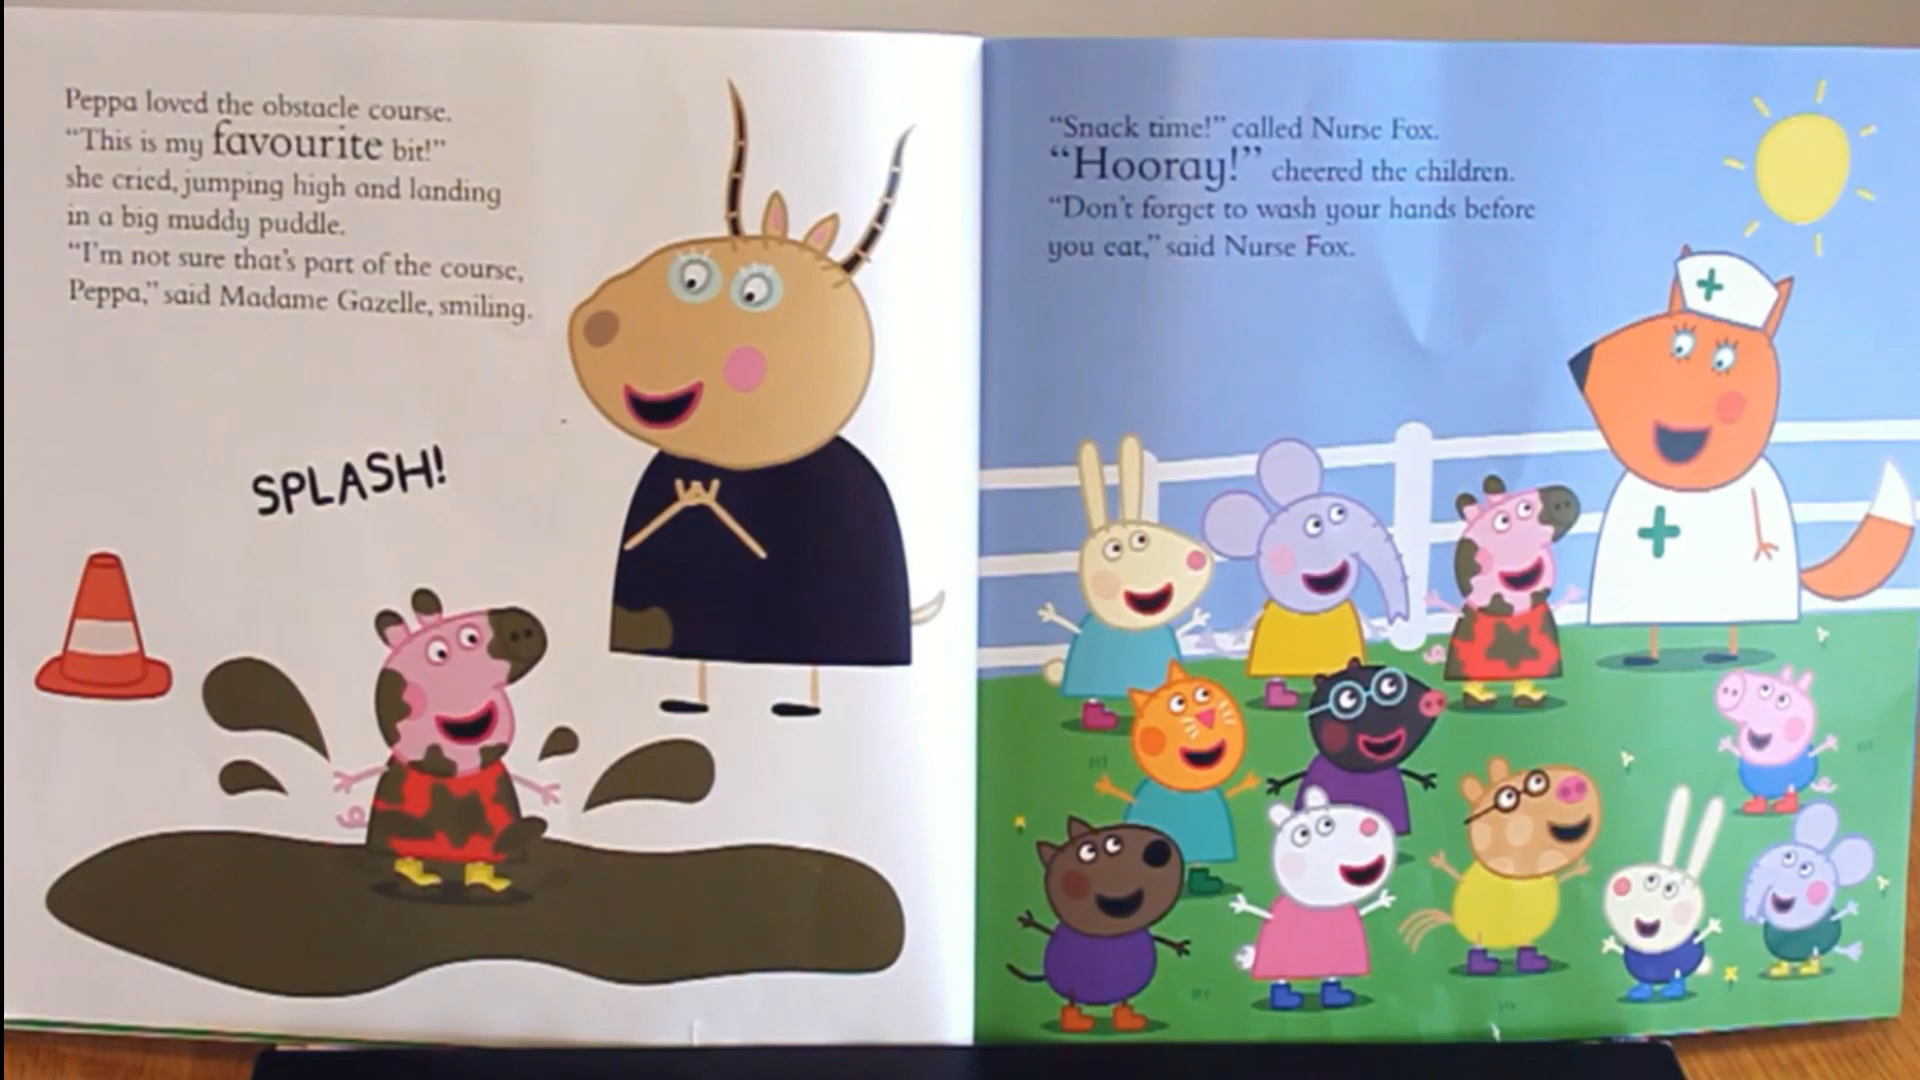 Peppa loved the obstacle course.
“This is my favourite bit!”
she cried, jumping high and landing
in a big muddy puddle.
“I’m not sure that’s part of the course,
Peppa,” said Madame Gazelle, smiling.
SPLASH!
“Snack time!” called Nurse Fox.
“Hooray!” cheered the children.
“Don’t forget to wash your hands before
you eat,” said Nurse Fox.